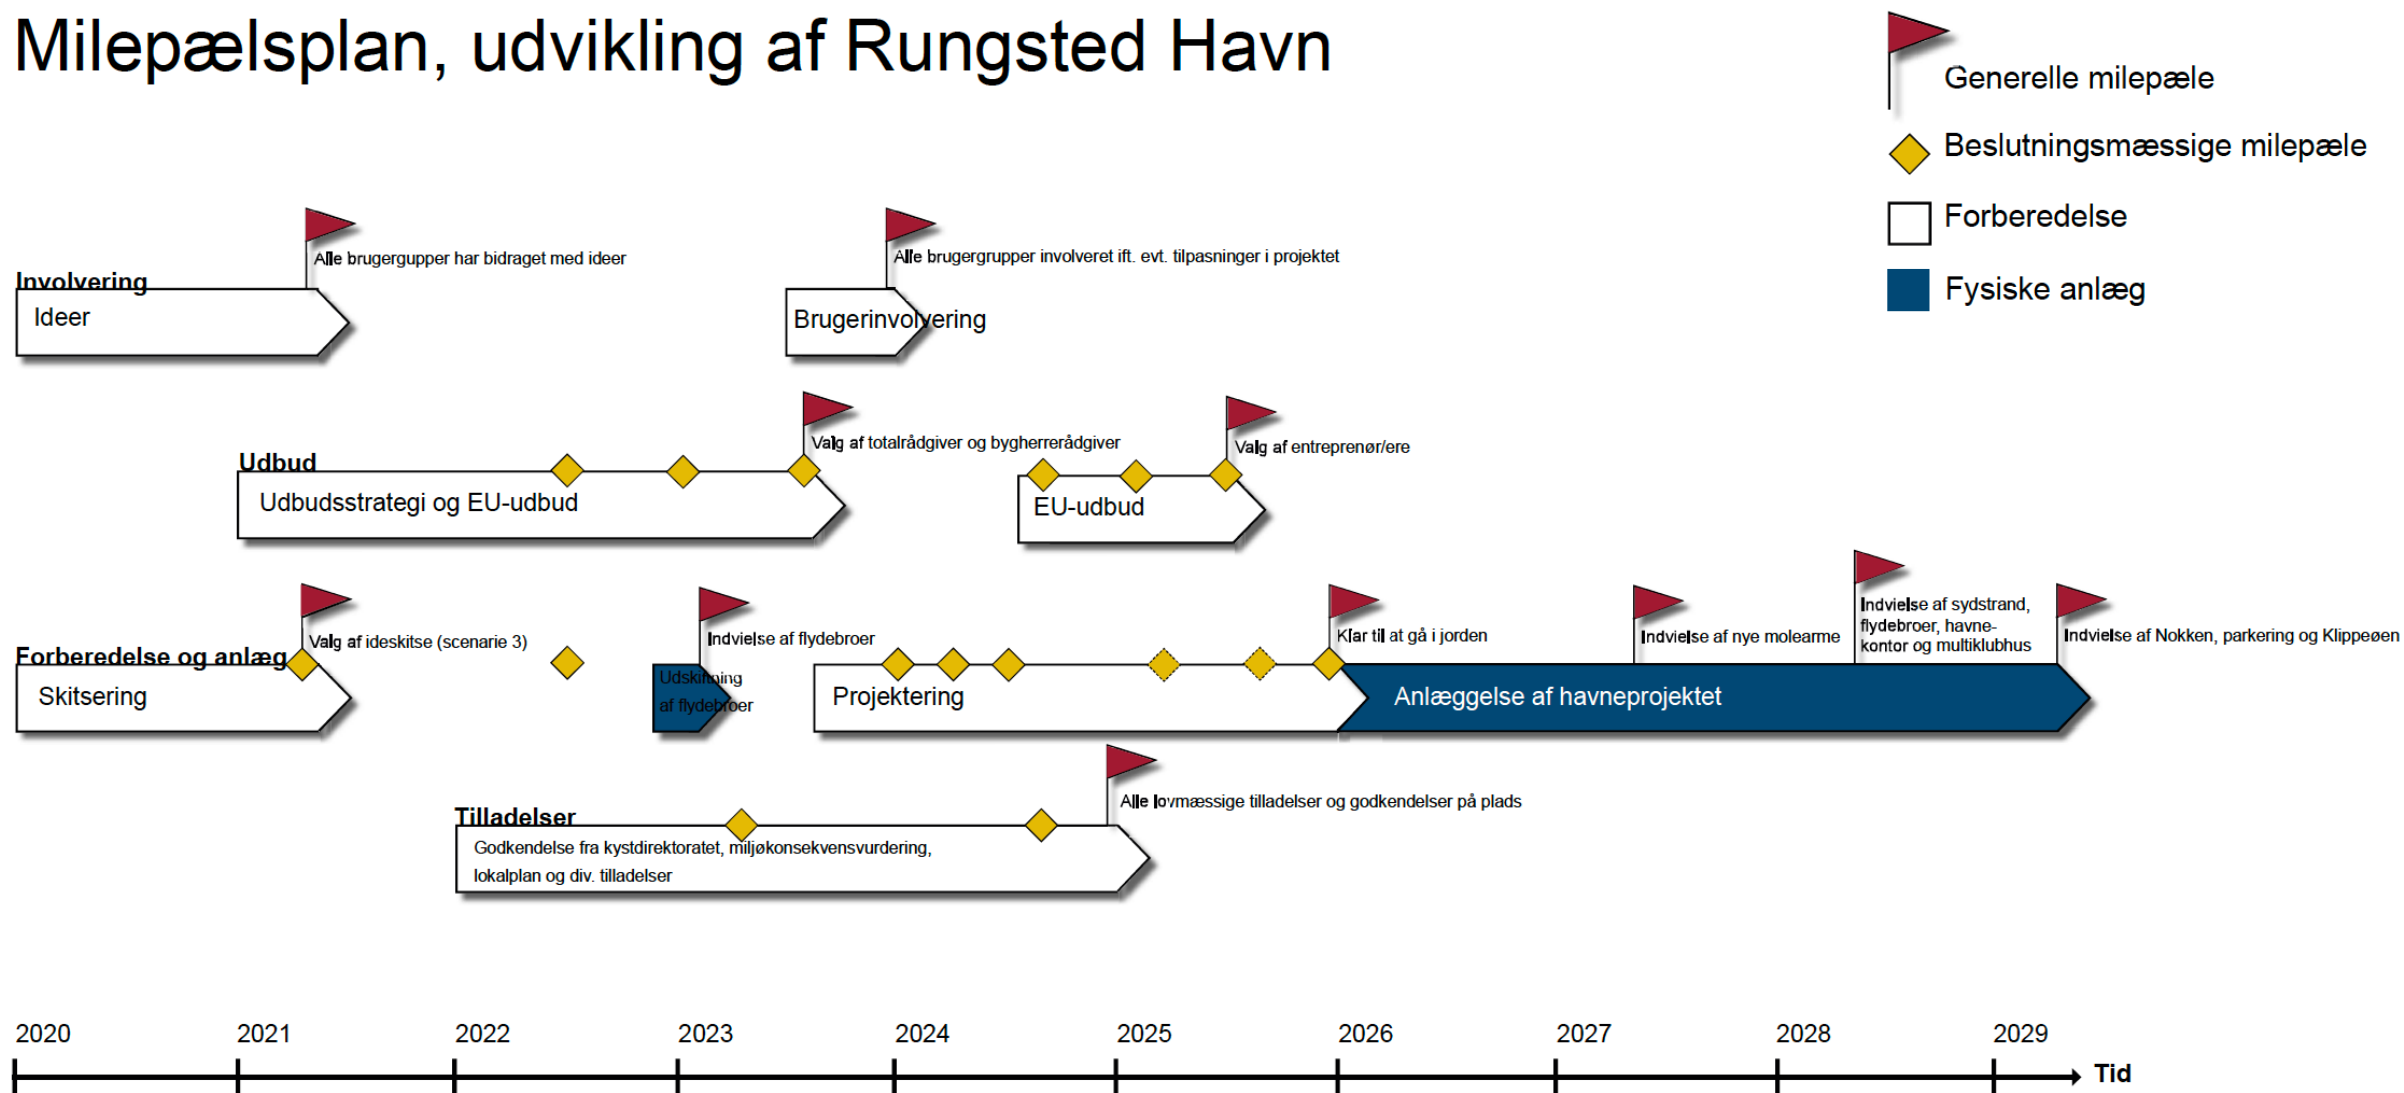 Milepælsplan, udvikling af Rungsted Havn
Generelle milepæle
Beslutningsmæssige milepæle
Forberedelse
Fysiske anlæg
Alle brugergupper har bidraget med ideer
Alle brugergrupper involveret ift. evt. tilpasninger i projektet
Involvering
Ideer
Brugerinvolvering
Valg af totalrådgiver og bygherrerådgiver
Valg af entreprenør/ere
Udbud
Udbudsstrategi og EU-udbud
EU-udbud
Valg af ideskitse (scenarie 3)
Indvielse af flydebroer
Klar til at gå i jorden
Indvielse af nye molearme
Indvielse af sydstrand,
flydebroer, havne-
kontor og multiklubhus
Indvielse af Nokken, parkering og Klippeøen
Forberedelse og anlæg
Skitsering
Udskiftning
af flydebroer
Projektering
Anlæggelse af havneprojektet
Alle lovmæssige tilladelser og godkendelser på plads
Tilladelser
Godkendelse fra kystdirektoratet, miljøkonsekvensvurdering,
lokalplan og div. tilladelser
2020 2021 2022 2023 2024 2025 2026 2027 2028 2029
Tid